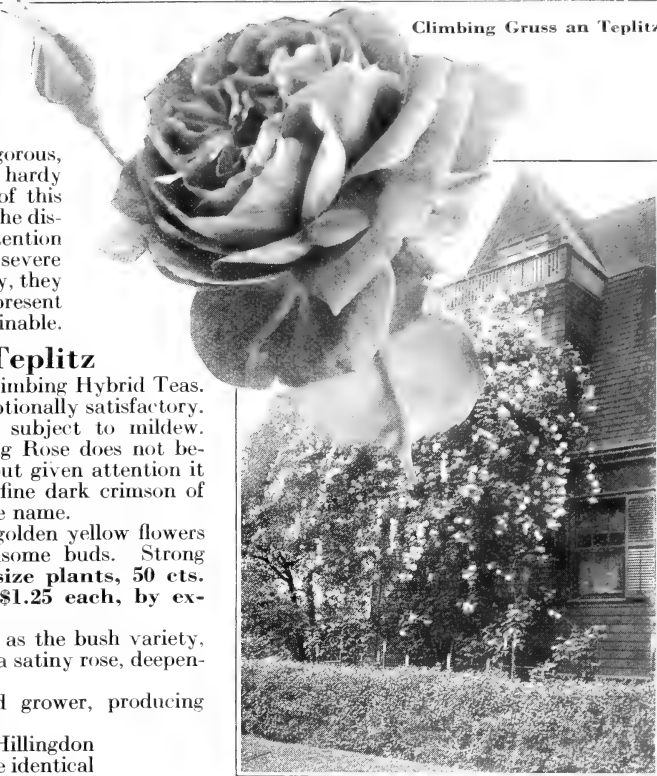 Climbing Gruss an Teplitz
gorous,
hardy
of this
he dis-
ention
severe
y, they
present
inable.
Teplitz
imbing Hybrid Teas.
ptionally satisfactory.
subject to mildew.
g Rose does not be-
out given attention it
fine dark crimson of
e name.
golden yellow flowers
some buds. Strong
size plants, 50 cts.
$1.25 each, by ex-
as the bush variety,
a satiny rose, deepen-
d grower, producing
Hillingdon
e identical